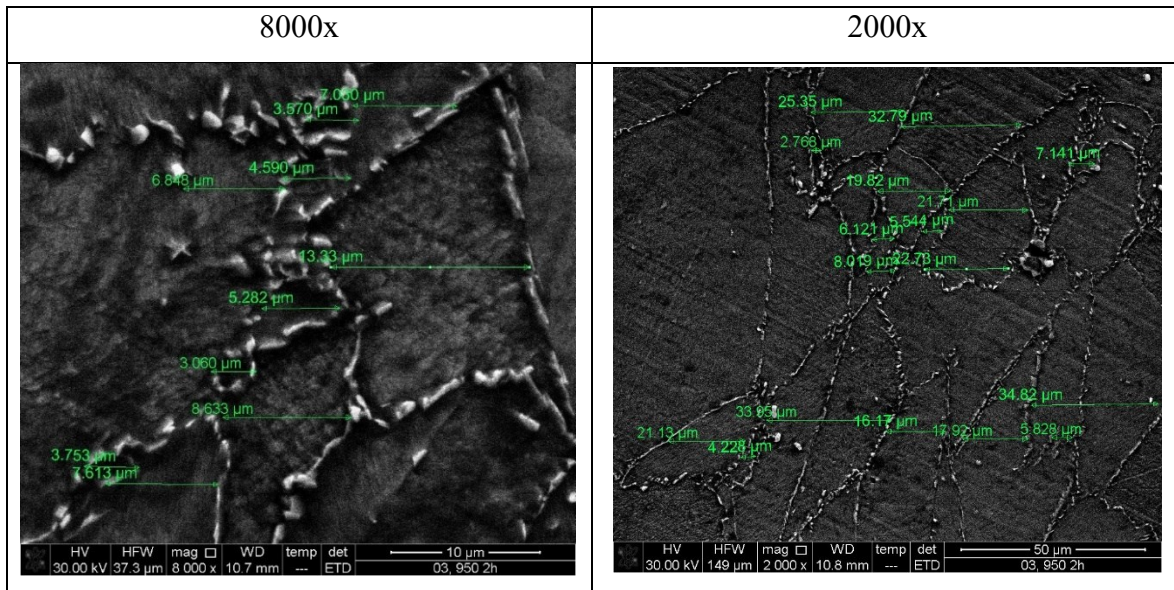 8000x
2000x
7.060 µm
3.570 µm
4.590 µm
6.848 µm
13.33 µm
5.282 µm
3.060 µm
8.633 µm
3.753 µm
7.613 µm
HV HFW mag WD temp det
30.00 kV 37.3 µm 8 000 x 10.7 mm --- ETD
10 µm
03, 950 2h
25.35 µm
32.79 µm
2.768 µm
7.141 µm
19.82 µm
21.71 µm
5.544 µm
6.121 µm
8.019 µm
22.73 µm
34.82 µm
33.95 µm
16.17 µm
21.13 µm
17.92 µm
5.828 µm
4.228 µm
HV HFW mag WD temp det
30.00 kV 149 µm 2 000 x 10.8 mm --- ETD
50 µm
03, 950 2h